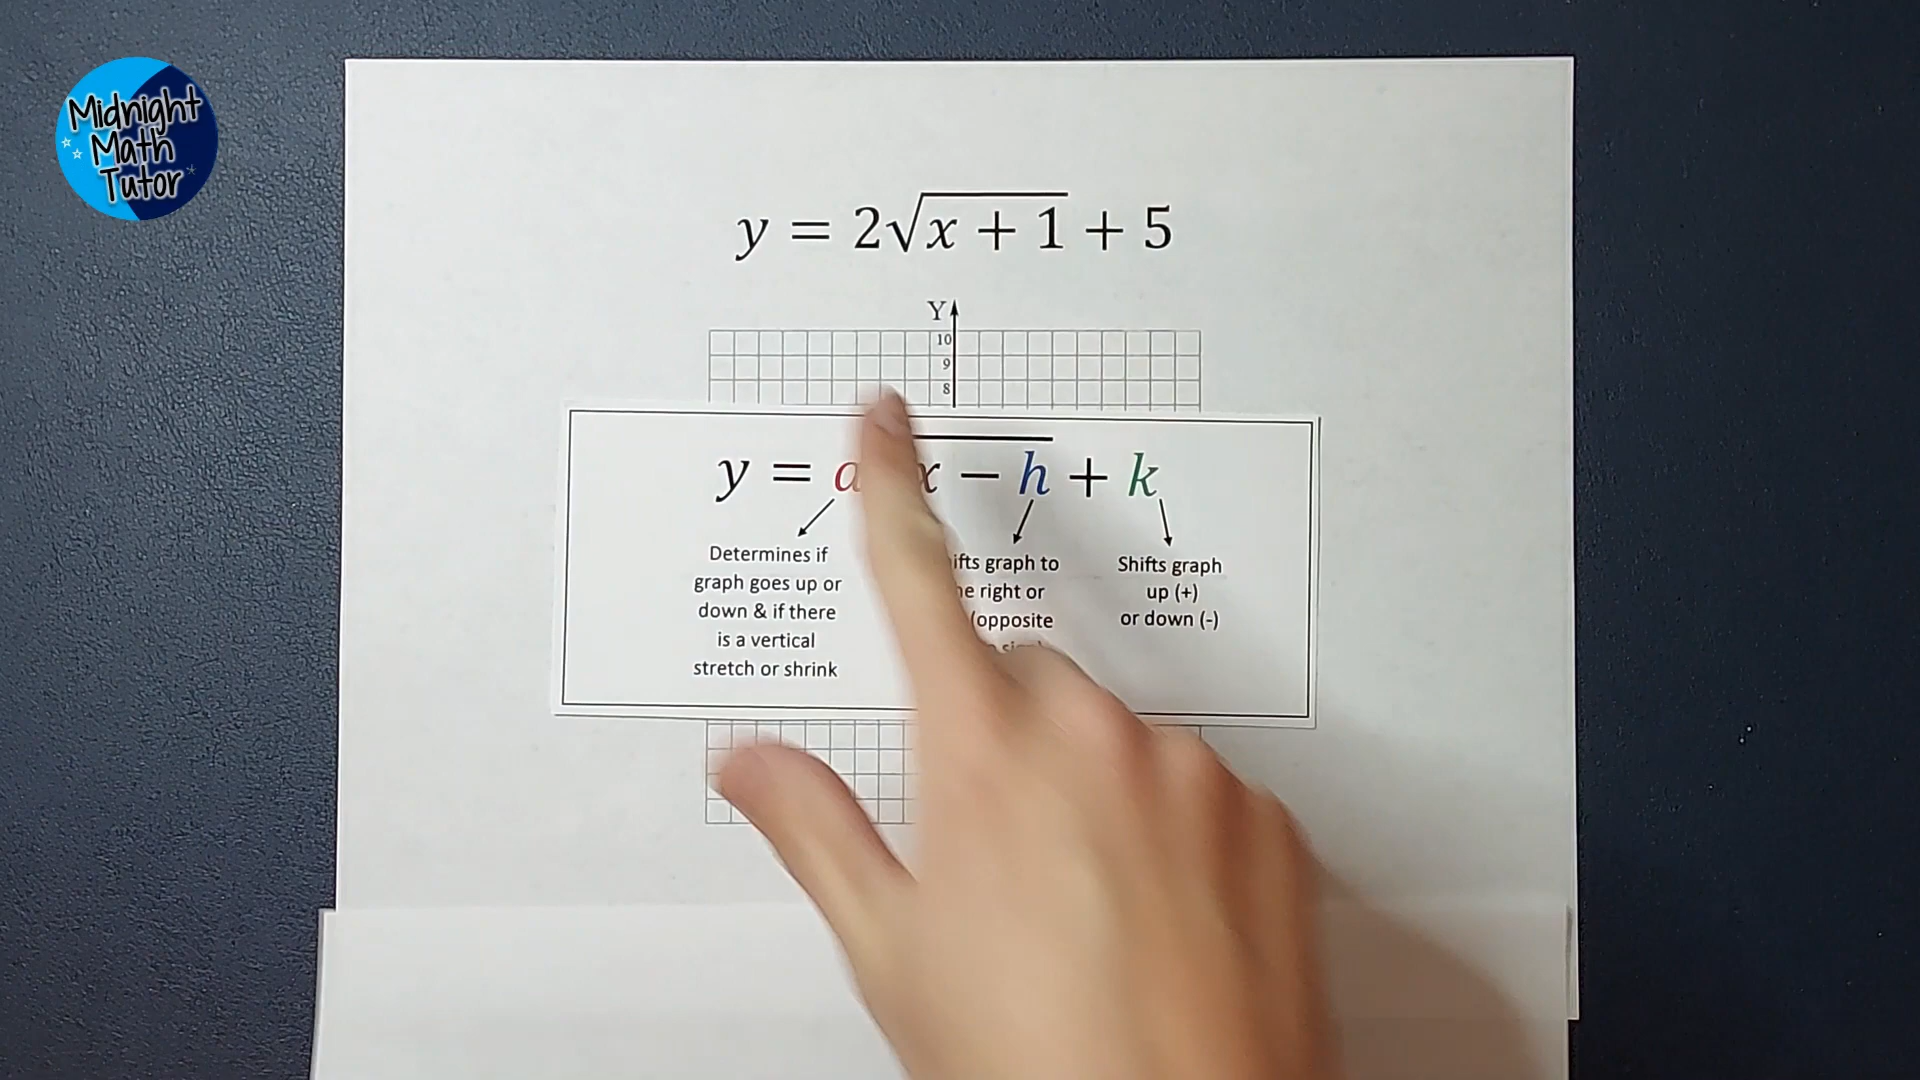 Midnight
Math
Tutor
y = 2√x + 1 + 5
Y
10
9
8
y = a x − h + k
Determines if
graph goes up or
down & if there
is a vertical
stretch or shrink
graph to
right or
(opposite
Shifts graph
up (+)
or down (-)